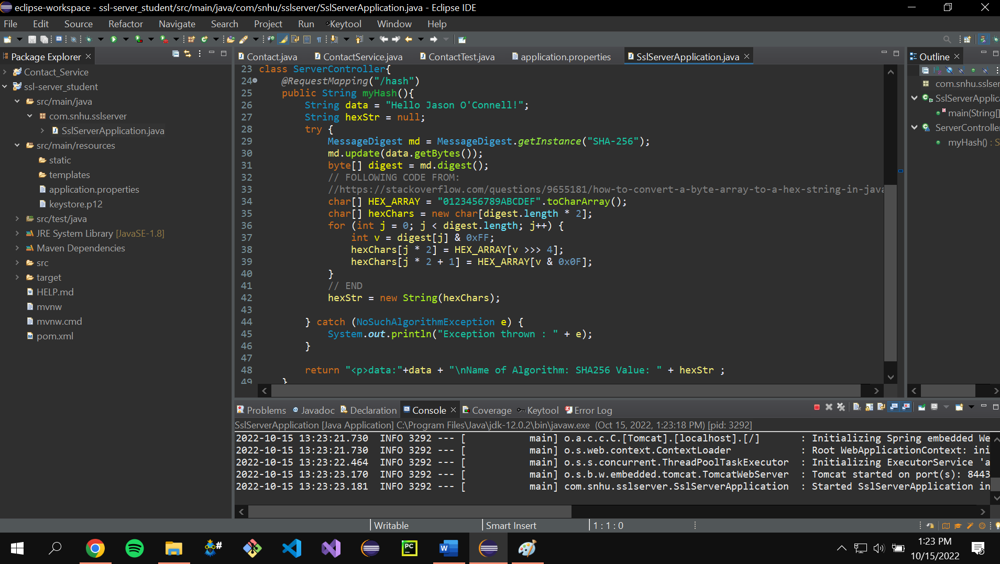 eclipse-workspace - ssl-server_student/src/main/java/com/snhu/sslserver/SslServerApplication.java - Eclipse IDE
File Edit Source Refactor Navigate Search Project Run Keytool Window Help
Package Explorer
Contact_Service
ssl-server_student
src/main/java
com.snhu.sslserver
SslServerApplication.java
src/main/resources
static
templates
application.properties
keystore.p12
src/test/java
JRE System Library [JavaSE-1.8]
Maven Dependencies
src
target
HELP.md
mvnw
mvnw.cmd
pom.xml
Contact.java ContactService.java ContactTest.java application.properties SslServerApplication.java
23 class ServerController{
24 @RequestMapping("/hash")
25 public String myHash(){
26 String data = "Hello Jason O'Connell!";
27 String hexStr = null;
28 try {
29 MessageDigest md = MessageDigest.getInstance("SHA-256");
30 md.update(data.getBytes());
31 byte[] digest = md.digest();
32 // FOLLOWING CODE FROM:
33 //https://stackoverflow.com/questions/9655181/how-to-convert-a-byte-array-to-a-hex-string-in-java
34 char[] HEX_ARRAY = "0123456789ABCDEF".toCharArray();
35 char[] hexChars = new char[digest.length * 2];
36 for (int j = 0; j < digest.length; j++) {
37 int v = digest[j] & 0xFF;
38 hexChars[j * 2] = HEX_ARRAY[v >>> 4];
39 hexChars[j * 2 + 1] = HEX_ARRAY[v & 0x0F];
40 }
41 // END
42 hexStr = new String(hexChars);
43
44 } catch (NoSuchAlgorithmException e) {
45 System.out.println("Exception thrown : " + e);
46 }
47
48 return "<p>data:"+data + "\nName of Algorithm: SHA256 Value: " + hexStr ;
49 }
Outline
com.snhu.sslser
SslServerApplic
main(String[]
ServerControlle
myHash() : S
Problems Javadoc Declaration Console Coverage Keytool Error Log
SslServerApplication [Java Application] C:\Program Files\Java\jdk-12.0.2\bin\javaw.exe (Oct 15, 2022, 1:23:18 PM) [pid: 3292]
2022-10-15 13:23:21.730 INFO 3292 --- [ main] o.a.c.c.C.[Tomcat].[localhost].[/] : Initializing Spring embedded We
2022-10-15 13:23:21.730 INFO 3292 --- [ main] o.s.web.context.ContextLoader : Root WebApplicationContext: ini
2022-10-15 13:23:22.464 INFO 3292 --- [ main] o.s.s.concurrent.ThreadPoolTaskExecutor : Initializing ExecutorService 'a
2022-10-15 13:23:23.170 INFO 3292 --- [ main] o.s.b.w.embedded.tomcat.TomcatWebServer : Tomcat started on port(s): 8443
2022-10-15 13:23:23.181 INFO 3292 --- [ main] com.snhu.sslserver.SslServerApplication : Started SslServerApplication in
Writable Smart Insert 1 : 1 : 0
PC W
1:23 PM
10/15/2022